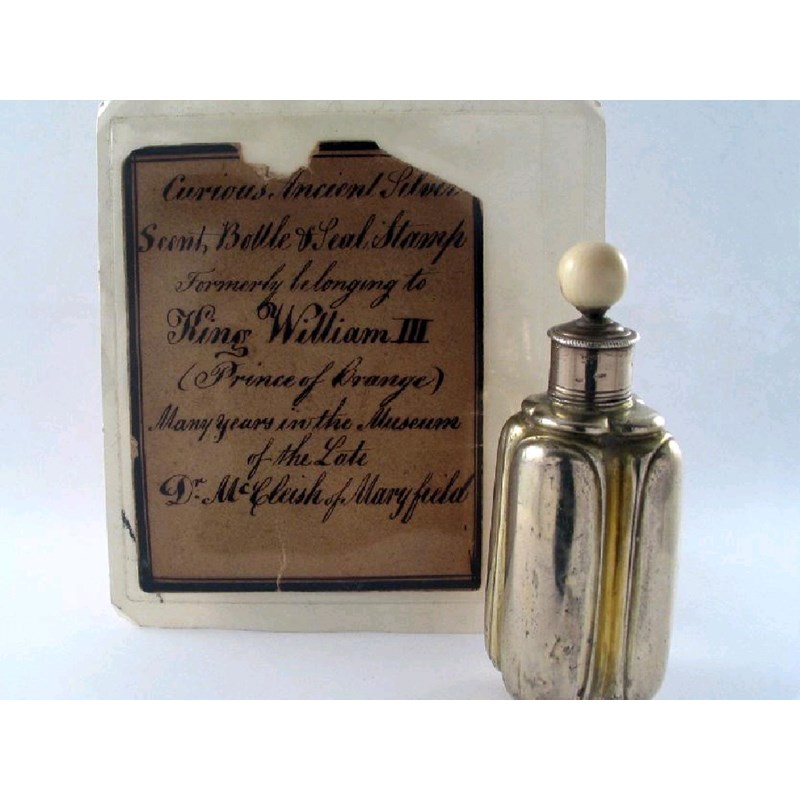 Curious Ancient Silver
Scent, Bottle & Seal Stamp
Formerly belonging to
King William III
(Prince of Orange)
Many years in the Museum
of the Late
Dr. McCleish of Maryfield